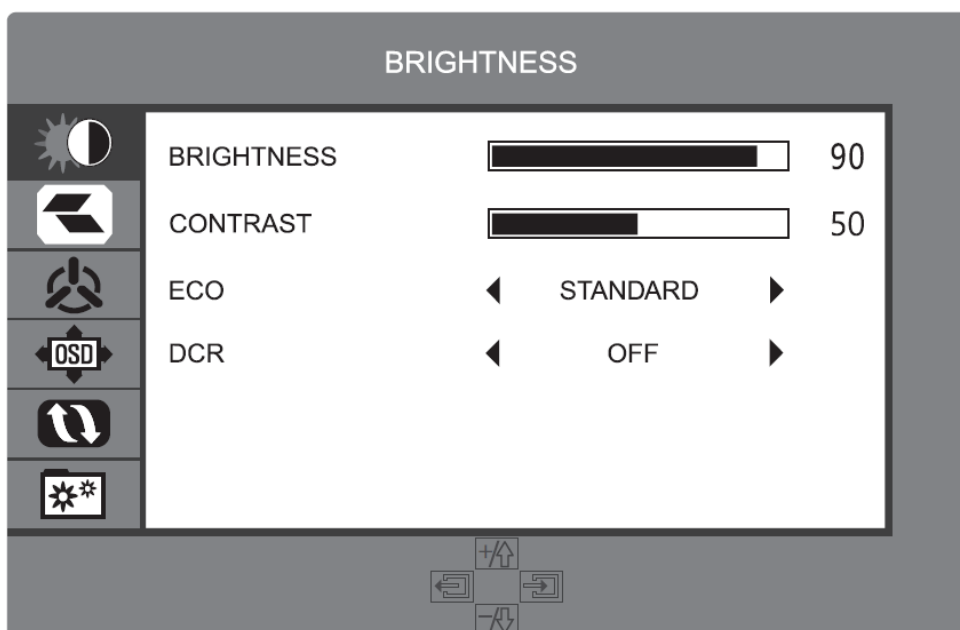 BRIGHTNESS
BRIGHTNESS 90
CONTRAST 50
ECO STANDARD
DCR OFF
OSD
+/
-/